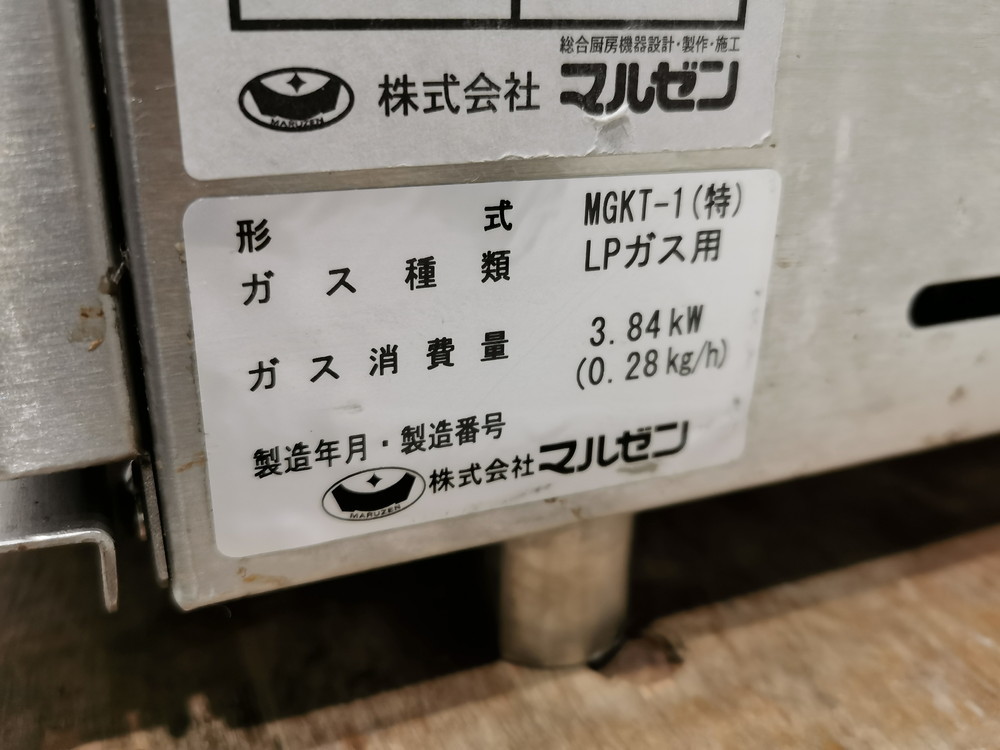 総合厨房機器設計・製作・施工
MARUZEN 株式会社 マルゼン
形式 MGKT-1(特)
ガス種類 LPガス用
ガス消費量 3.84kW
(0.28kg/h)
製造年月・製造番号
MARUZEN 株式会社マルゼン